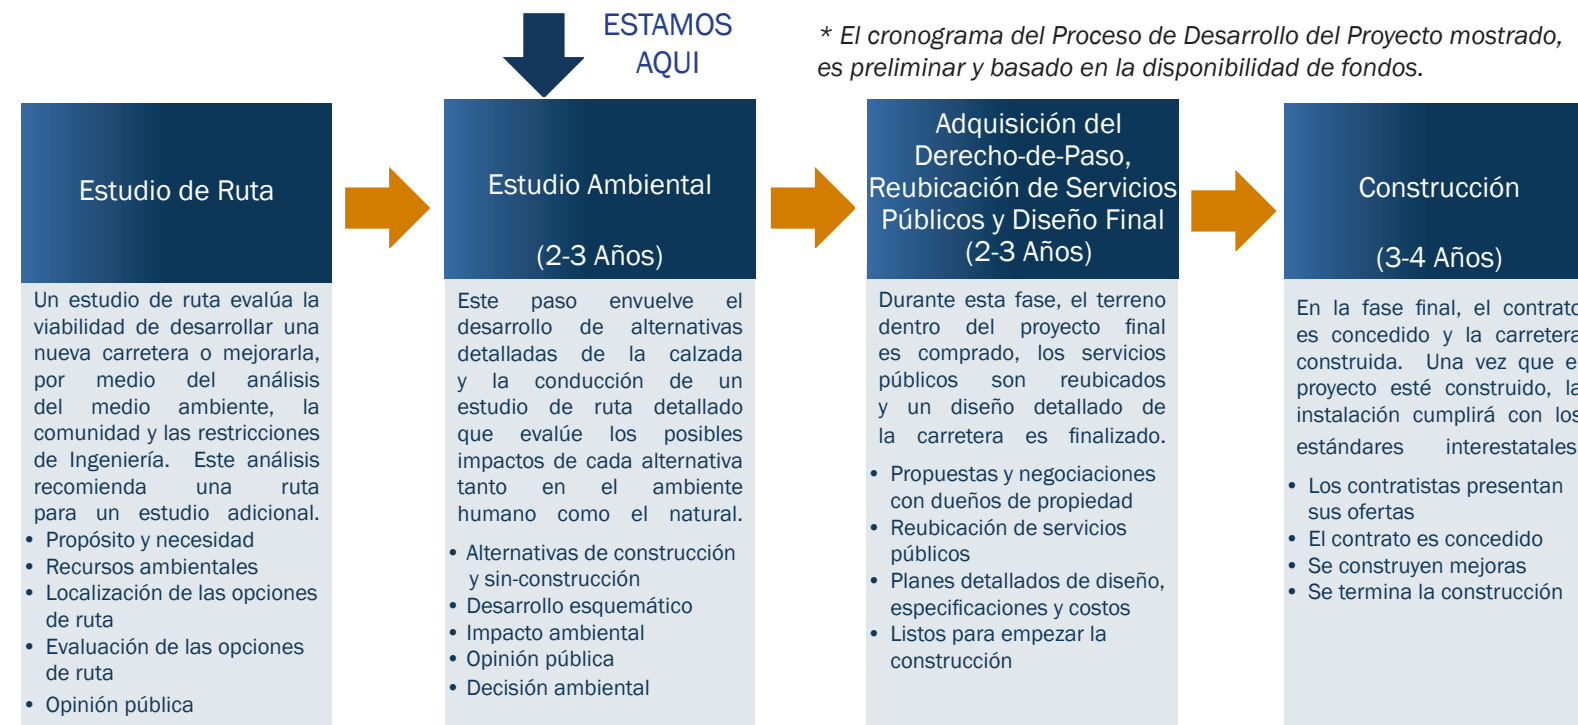 ESTAMOS
AQUI
* El cronograma del Proceso de Desarrollo del Proyecto mostrado,
es preliminar y basado en la disponibilidad de fondos.
Estudio de Ruta
Un estudio de ruta evalúa la
viabilidad de desarrollar una
nueva carretera o mejorarla,
por medio del análisis
del medio ambiente, la
comunidad y las restricciones
de Ingeniería. Este análisis
recomienda una ruta
para un estudio adicional.
• Propósito y necesidad
• Recursos ambientales
• Localización de las opciones
de ruta
• Evaluación de las opciones
de ruta
• Opinión pública
Estudio Ambiental
(2-3 Años)
Este paso envuelve el
desarrollo de alternativas
detalladas de la calzada
y la conducción de un
estudio de ruta detallado
que evalúe los posibles
impactos de cada alternativa
tanto en el ambiente
humano como el natural.
• Alternativas de construcción
y sin-construcción
• Desarrollo esquemático
• Impacto ambiental
• Opinión pública
• Decisión ambiental
Adquisición del
Derecho-de-Paso,
Reubicación de Servicios
Públicos y Diseño Final
(2-3 Años)
Durante esta fase, el terreno
dentro del proyecto final
es comprado, los servicios
públicos son reubicados
y un diseño detallado de
la carretera es finalizado.
• Propuestas y negociaciones
con dueños de propiedad
• Reubicación de servicios
públicos
• Planes detallados de diseño,
especificaciones y costos
• Listos para empezar la
construcción
Construcción
(3-4 Años)
En la fase final, el contrato
es concedido y la carretera
construida. Una vez que e
proyecto esté construido, la
instalación cumplirá con los
estándares interestatales
• Los contratistas presentan
sus ofertas
• El contrato es concedido
• Se construyen mejoras
• Se termina la construcción